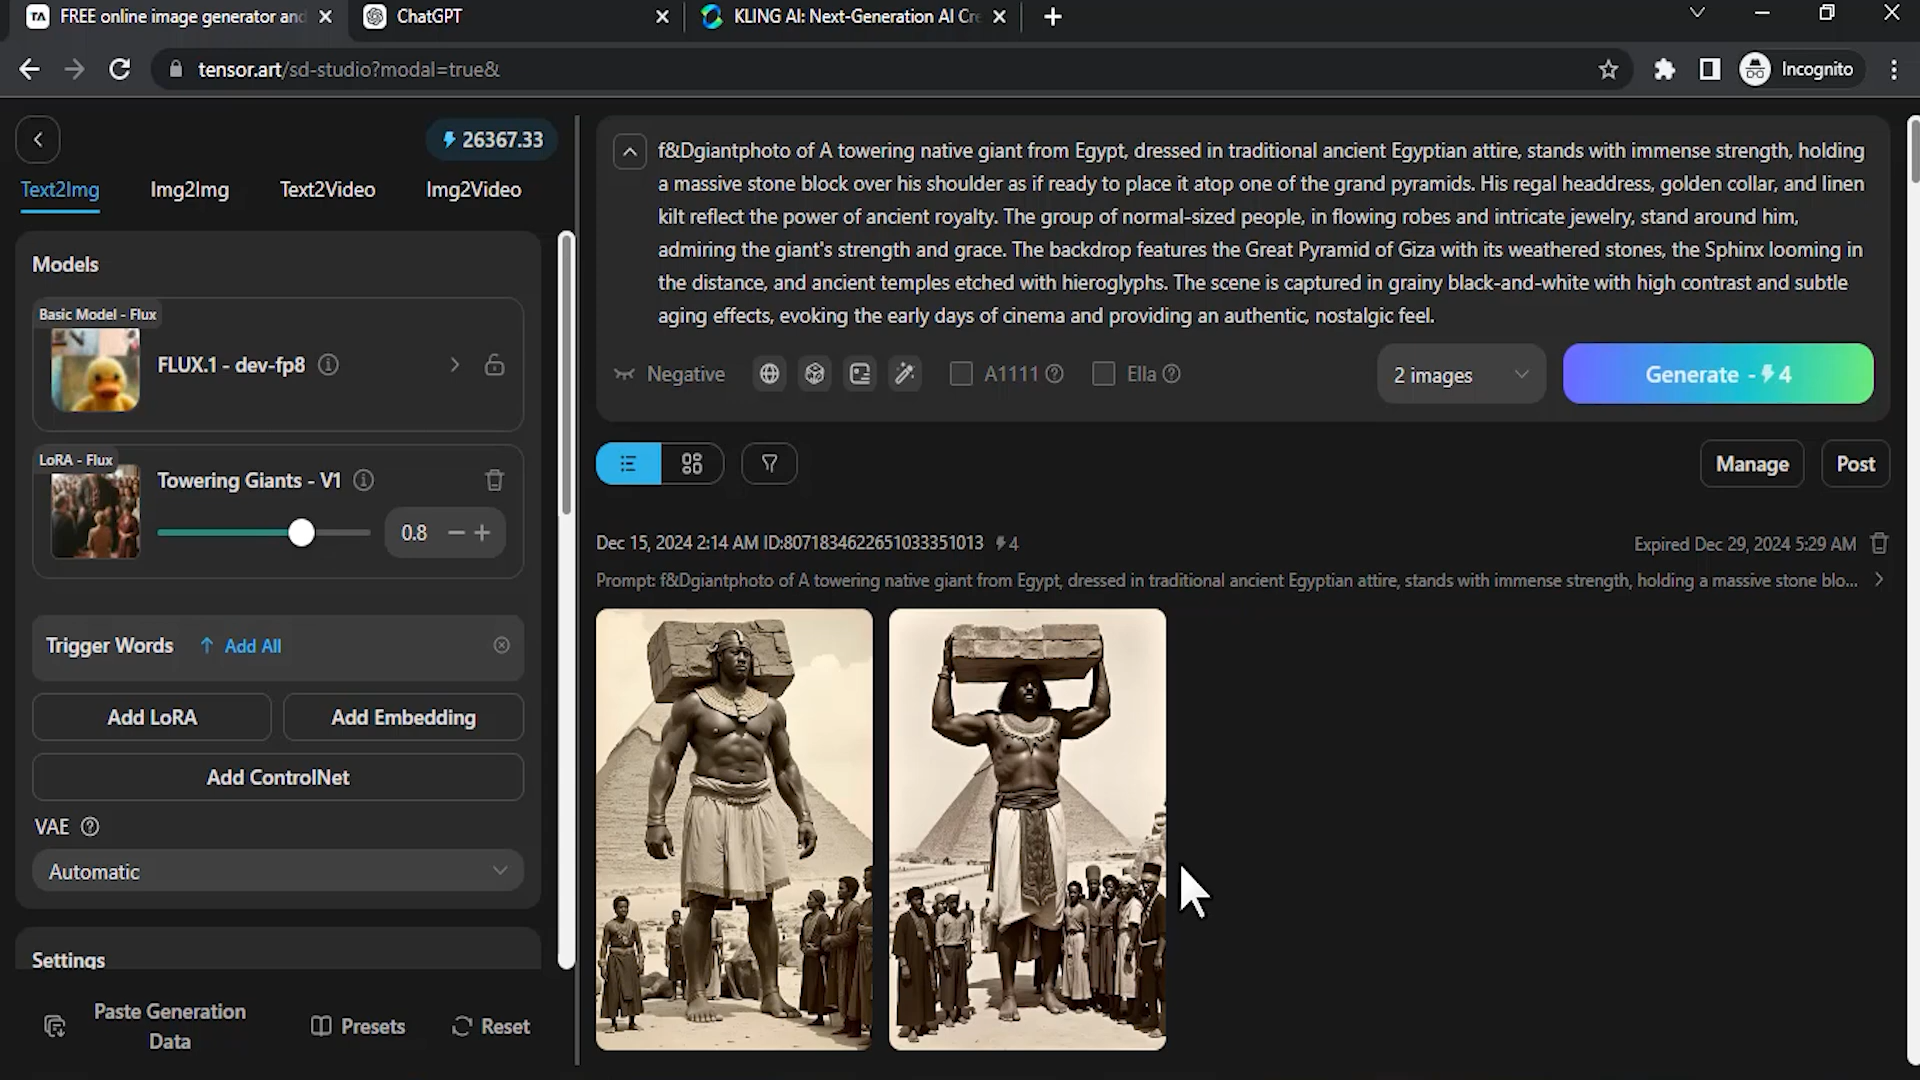 FREE online image generator and
ChatGPT
KLING AI: Next-Generation AI Cre
tensor.art/sd-studio?modal=true&
Incognito
26367.33
Text2Img
Img2Img
Text2Video
Img2Video
Models
Basic Model - Flux
FLUX.1 - dev-fp8
LoRA - Flux
Towering Giants - V1
0.8
Trigger Words
Add All
Add LoRA
Add Embedding
Add ControlNet
VAE
Automatic
Settings
Paste Generation
Data
Presets
Reset
f&Dgiantphoto of A towering native giant from Egypt, dressed in traditional ancient Egyptian attire, stands with immense strength, holding
a massive stone block over his shoulder as if ready to place it atop one of the grand pyramids. His regal headdress, golden collar, and linen
kilt reflect the power of ancient royalty. The group of normal-sized people, in flowing robes and intricate jewelry, stand around him,
admiring the giant's strength and grace. The backdrop features the Great Pyramid of Giza with its weathered stones, the Sphinx looming in
the distance, and ancient temples etched with hieroglyphs. The scene is captured in grainy black-and-white with high contrast and subtle
aging effects, evoking the early days of cinema and providing an authentic, nostalgic feel.
Negative
A1111
Ella
2 images
Generate - 4
Manage
Post
Dec 15, 2024 2:14 AM ID:807183462265103351013 4
Expired Dec 29, 2024 5:29 AM
Prompt: f&Dgiantphoto of A towering native giant from Egypt, dressed in traditional ancient Egyptian attire, stands with immense strength, holding a massive stone blo...